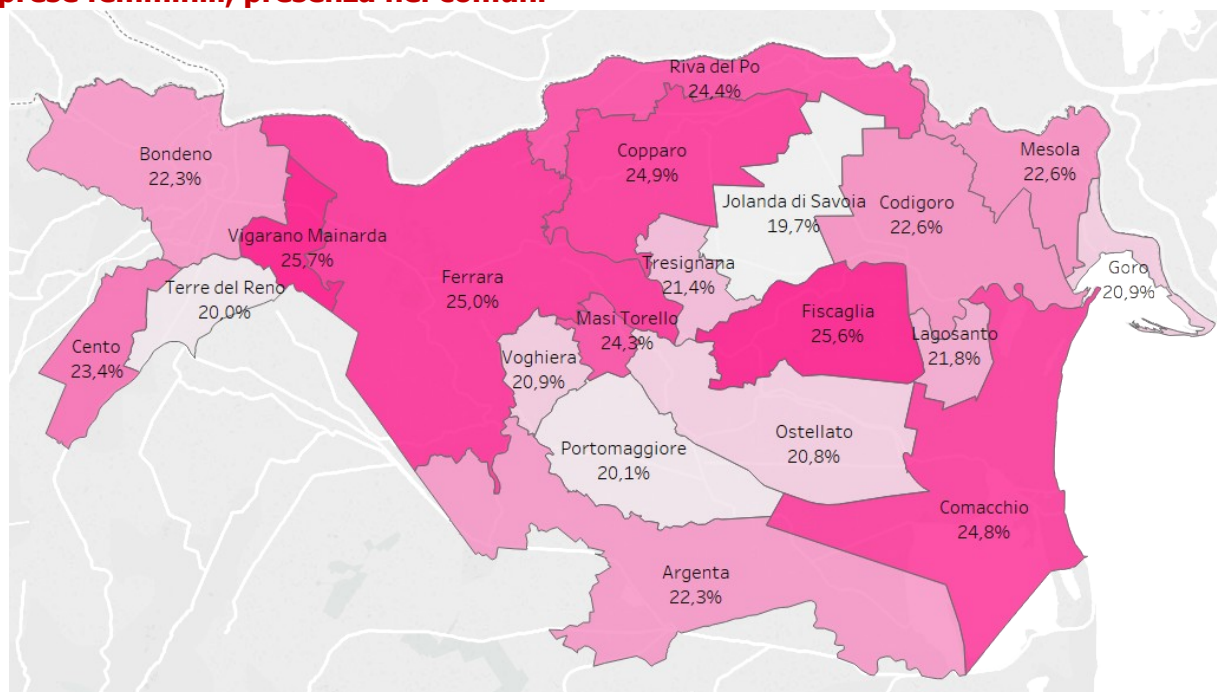 prese femminili, presenza nei comuni
Riva del Po
24,4%
Bondeno
22,3%
Copparo
24,9%
Mesola
22,6%
Jolanda di Savoia
19,7%
Codigoro
22,6%
Vigarano Mainarda
25,7%
Ferrara
25,0%
Tresignana
21,4%
Goro
20,9%
Terre del Reno
20,0%
Masi Torello
24,3%
Fiscaglia
25,6%
Lagosanto
21,8%
Cento
23,4%
Voghiera
20,9%
Portomaggiore
20,1%
Ostellato
20,8%
Comacchio
24,8%
Argenta
22,3%